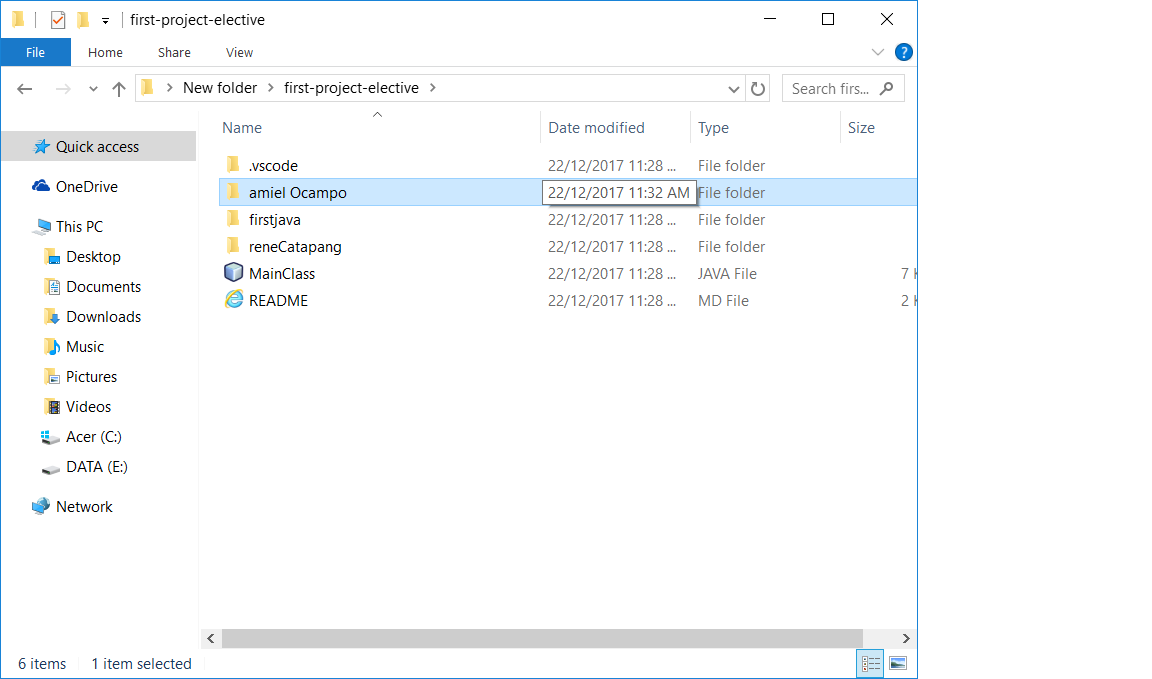 first-project-elective
File Home Share View
New folder > first-project-elective > Search firs...
Name Date modified Type Size
Quick access
OneDrive
This PC
Desktop
Documents
Downloads
Music
Pictures
Videos
Acer (C:)
DATA (E:)
Network
.vscode 22/12/2017 11:28 ... File folder
amiel Ocampo 22/12/2017 11:32 AM File folder
firstjava 22/12/2017 11:28 ... File folder
reneCatapang 22/12/2017 11:28 ... File folder
MainClass 22/12/2017 11:28 ... JAVA File 7 K
README 22/12/2017 11:28 ... MD File 2 K
6 items 1 item selected